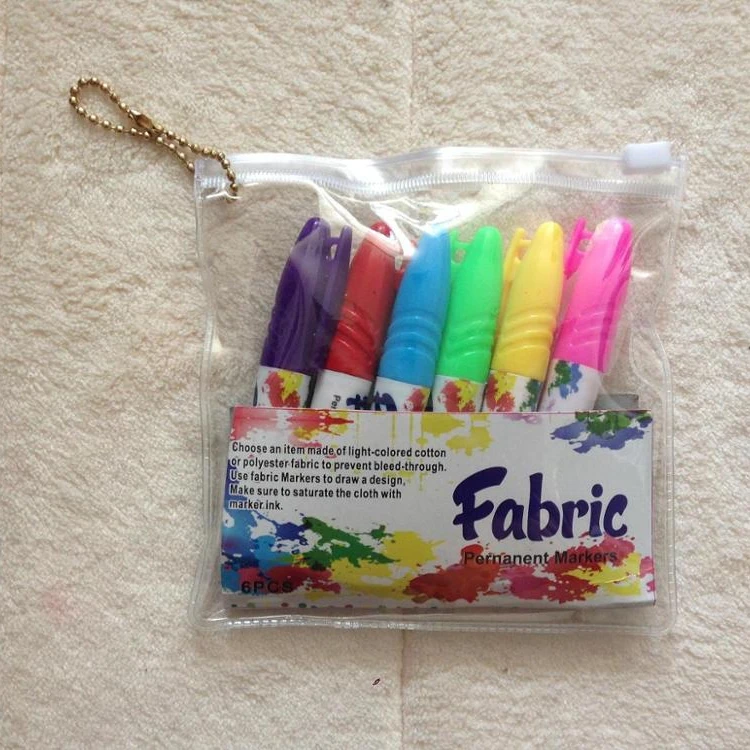 Choose an item made of light-colored cotton
or polyester fabric to prevent bleed-through.
Use fabric Markers to draw a design,
Make sure to saturate the cloth with
marker ink.
Fabric
Pernanent Markers
6PCS